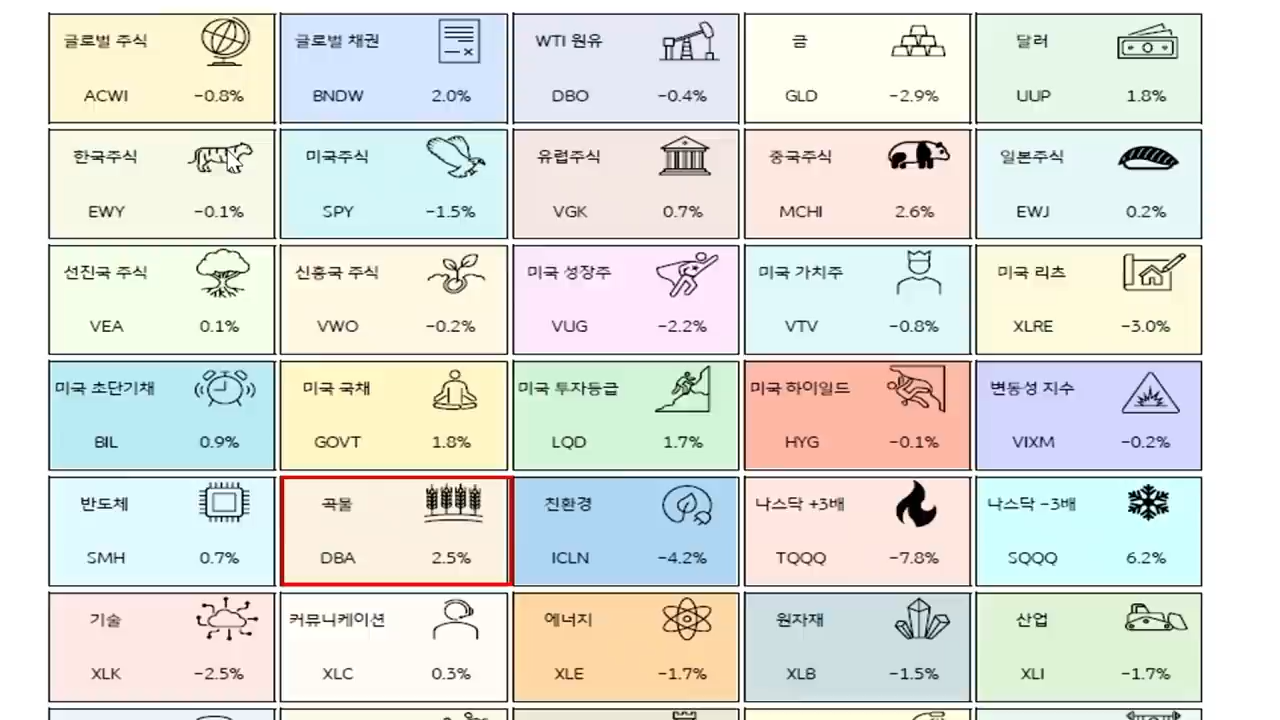 글로벌 주식
ACWI −0.8%
글로벌 채권
BNDW 2.0%
WTI 원유
DBO −0.4%
금
GLD −2.9%
달러
UUP 1.8%
한국주식
EWY −0.1%
미국주식
SPY −1.5%
유럽주식
VGK 0.7%
중국주식
MCHI 2.6%
일본주식
EWJ 0.2%
선진국 주식
VEA 0.1%
신흥국 주식
VWO −0.2%
미국 성장주
VUG −2.2%
미국 가치주
VTV −0.8%
미국 리츠
XLRE −3.0%
미국 초단기채
BIL 0.9%
미국 국채
GOVT 1.8%
미국 투자등급
LQD 1.7%
미국 하이일드
HYG −0.1%
변동성 지수
VIXM −0.2%
반도체
SMH 0.7%
곡물
DBA 2.5%
친환경
ICLN −4.2%
나스닥 +3배
TQQQ −7.8%
나스닥 −3배
SQQQ 6.2%
기술
XLK −2.5%
커뮤니케이션
XLC 0.3%
에너지
XLE −1.7%
원자재
XLB −1.5%
산업
XLI −1.7%